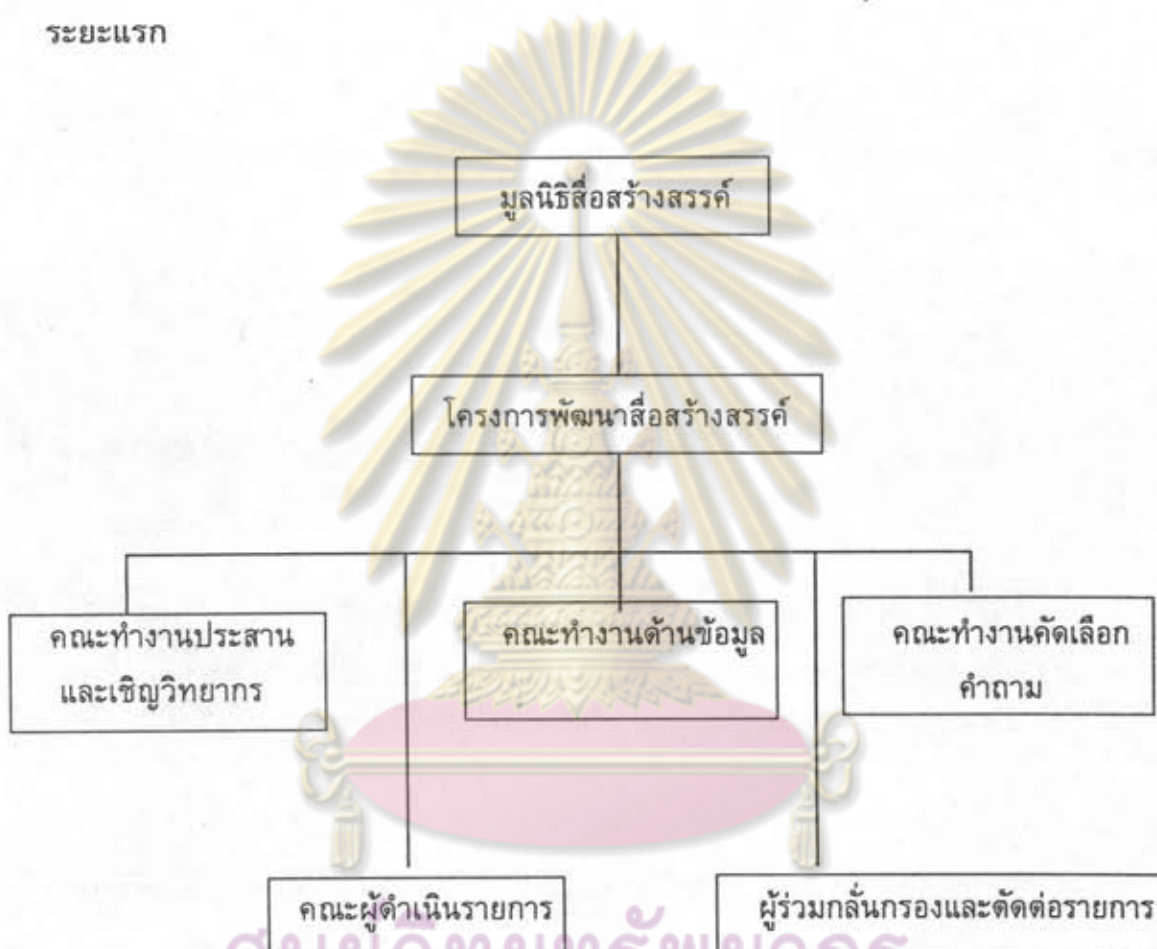 ระยะแรก
มูลนิธิสื่อสร้างสรรค์
โครงการพัฒนาสื่อสร้างสรรค์
คณะทำงานประสาน
และเชิญวิทยากร
คณะทำงานด้านข้อมูล
คณะทำงานคัดเลือก
คำถาม
คณะผู้ดำเนินรายการ
ผู้ร่วมกลั่นกรองและตัดต่อรายการ